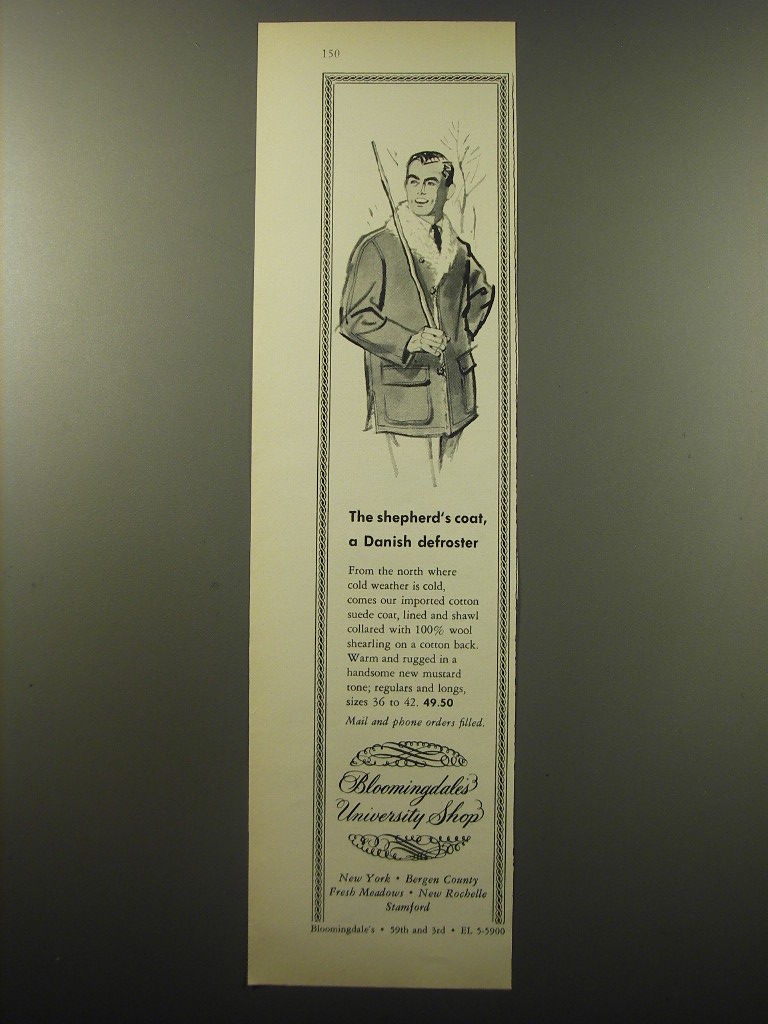 150
The shepherd's coat,
a Danish defroster
From the north where
cold weather is cold,
comes our imported cotton
suede coat, lined and shawl
collared with 100% wool
shearling on a cotton back.
Warm and rugged in a
handsome new mustard
tone; regulars and longs,
sizes 36 to 42. 49.50
Mail and phone orders filled.
Bloomingdale's
University Shop
New York • Bergen County
Fresh Meadows • New Rochelle
Stamford
Bloomingdale's • 59th and 3rd • EL 5-5900